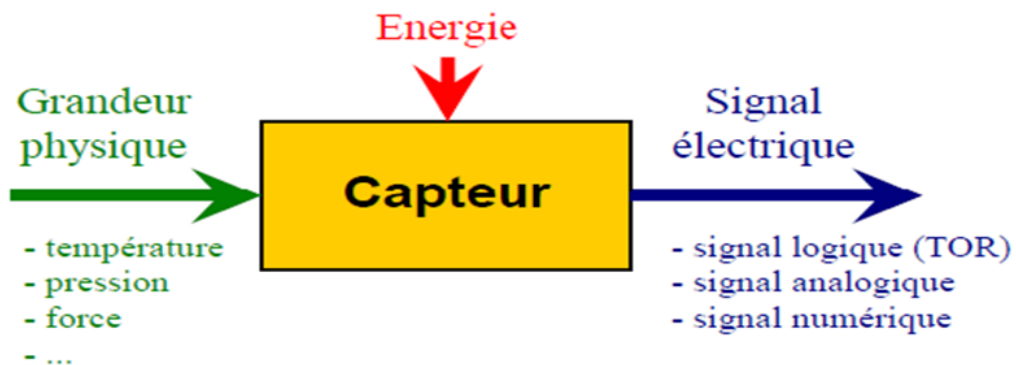 Energie
Grandeur
physique
- température
- pression
- force
- ...
Capteur
Signal
électrique
- signal logique (TOR)
- signal analogique
- signal numérique